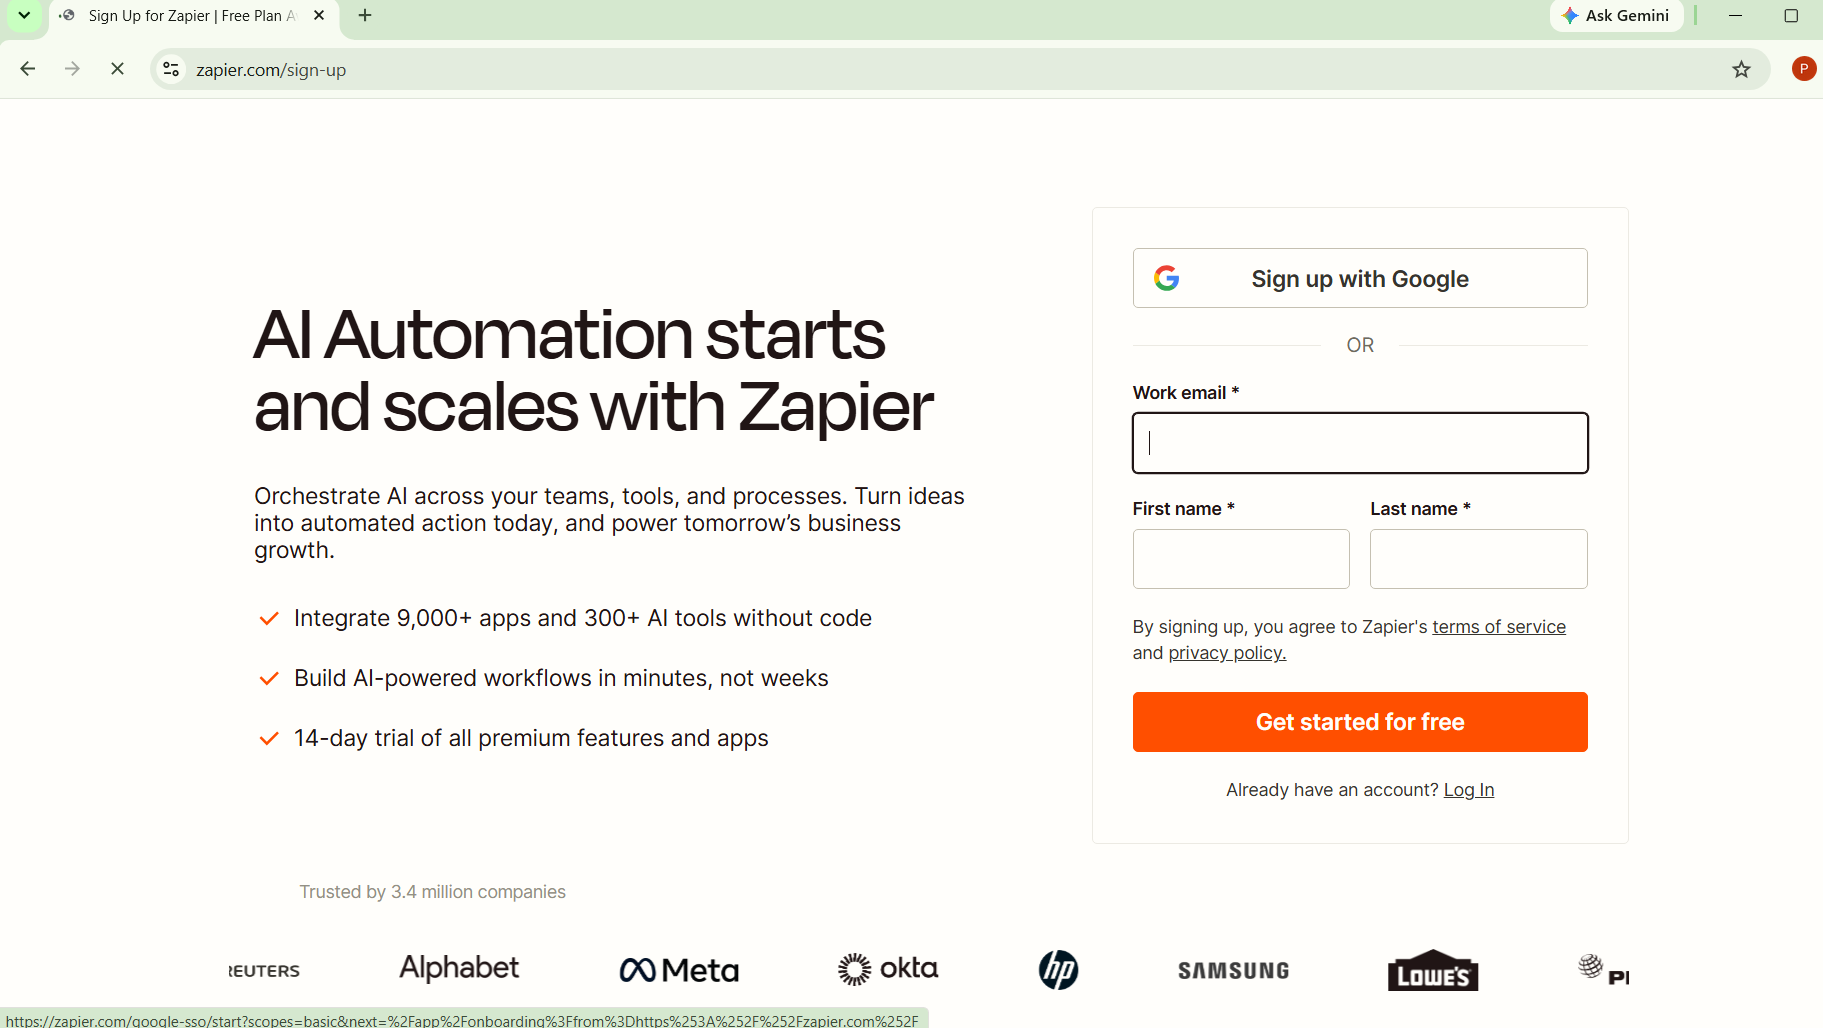 Sign Up for Zapier | Free Plan A
Ask Gemini
zapier.com/sign-up
P
Sign up with Google
OR
AI Automation starts
and scales with Zapier
Work email *
Orchestrate AI across your teams, tools, and processes. Turn ideas
into automated action today, and power tomorrow’s business
growth.
First name *
Last name *
Integrate 9,000+ apps and 300+ AI tools without code
By signing up, you agree to Zapier's terms of service
and privacy policy.
Build AI-powered workflows in minutes, not weeks
Get started for free
14-day trial of all premium features and apps
Already have an account? Log In
Trusted by 3.4 million companies
REUTERS
Alphabet
Meta
okta
hp
SAMSUNG
LOWE'S
https://zapier.com/google-sso/start?scopes=basic&next=%2Fapp%2Fonboarding%3Ffrom%3Dhttps%253A%252F%252Fzapier.com%252F